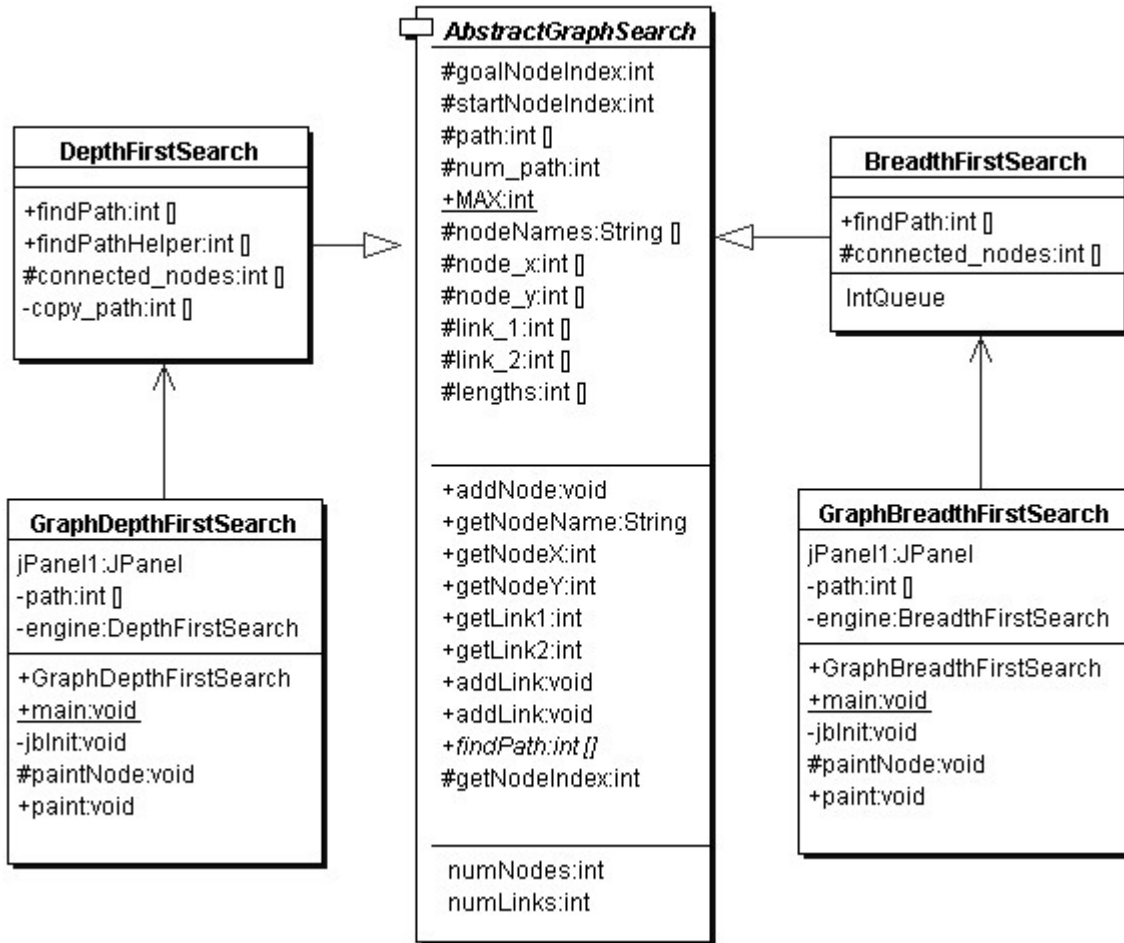 AbstractGraphSearch
#goalNodeIndex:int
#startNodeIndex:int
#path:int []
#num_path:int
+MAX:int
#nodeNames:String []
#node_x:int []
#node_y:int []
#link_1:int []
#link_2:int []
#lengths:int []
+addNode:void
+getNodeName:String
+getNodeX:int
+getNodeY:int
+getLink1:int
+getLink2:int
+addLink:void
+addLink:void
+findPath:int []
#getNodeIndex:int
numNodes:int
numLinks:int
DepthFirstSearch
+findPath:int []
+findPathHelper:int []
#connected_nodes:int []
-copy_path:int []
BreadthFirstSearch
+findPath:int []
#connected_nodes:int []
IntQueue
GraphDepthFirstSearch
jPanel1:JPanel
-path:int []
-engine:DepthFirstSearch
+GraphDepthFirstSearch
+main:void
-jbInit:void
#paintNode:void
+paint:void
GraphBreadthFirstSearch
jPanel1:JPanel
-path:int []
-engine:BreadthFirstSearch
+GraphBreadthFirstSearch
+main:void
-jbInit:void
#paintNode:void
+paint:void